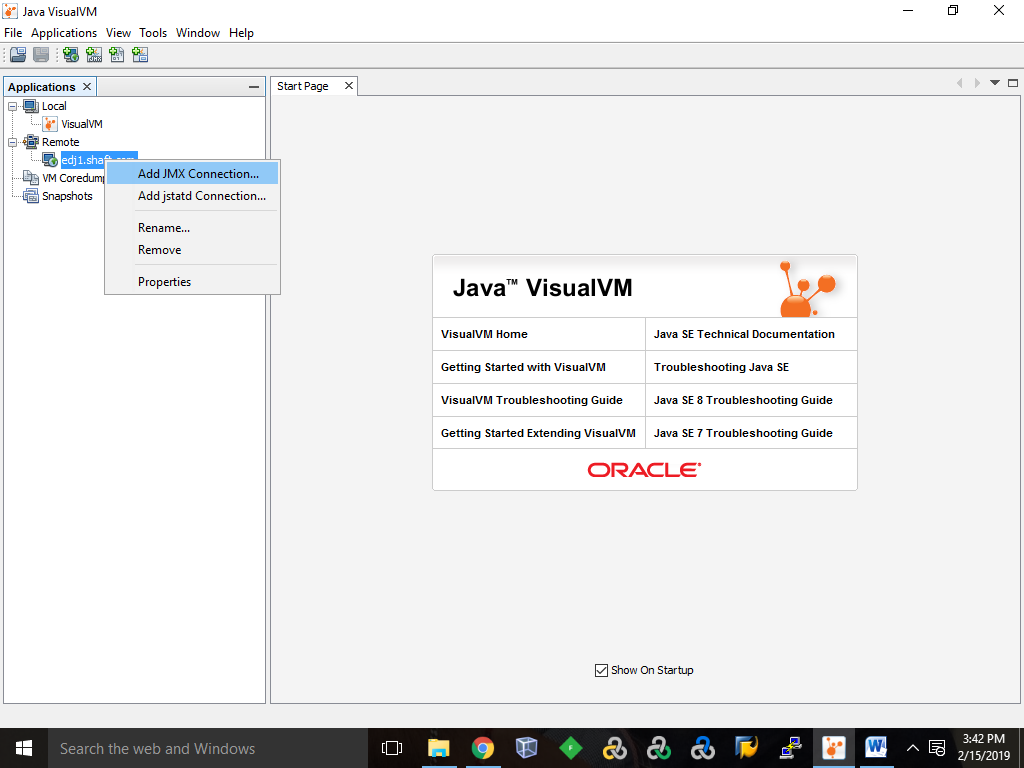 Java VisualVM
File Applications View Tools Window Help
Applications
Start Page
Local
VisualVM
Remote
VM Coredump
Snapshots
Add JMX Connection...
Add jstatd Connection...
Rename...
Remove
Properties
Java™ VisualVM
VisualVM Home
Java SE Technical Documentation
Getting Started with VisualVM
Troubleshooting Java SE
VisualVM Troubleshooting Guide
Java SE 8 Troubleshooting Guide
Getting Started Extending VisualVM
Java SE 7 Troubleshooting Guide
ORACLE
Show On Startup
Search the web and Windows
3:42 PM
2/15/2019